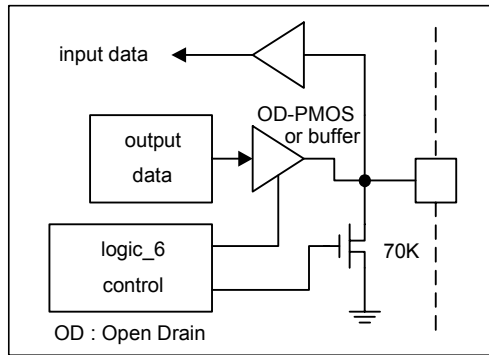 input data
OD-PMOS
or buffer
output
data
logic_6
control
70K
OD : Open Drain